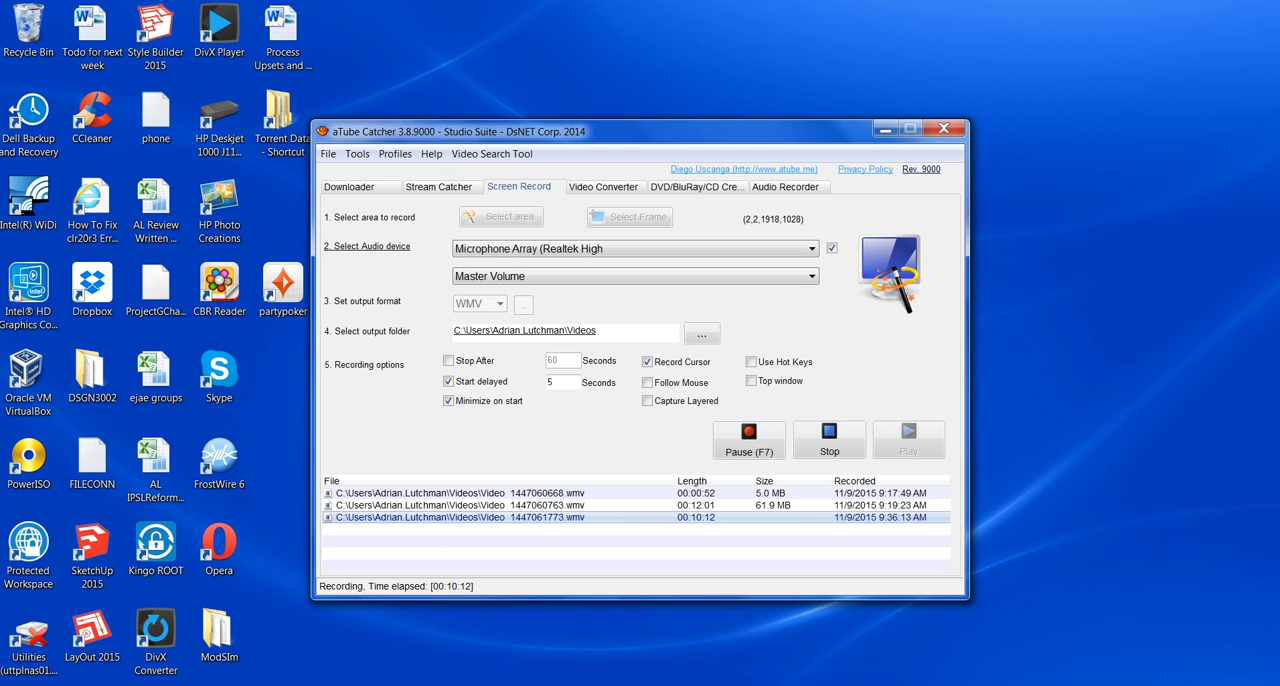 Recycle Bin
Todo for next
week
Style Builder
2015
DivX Player
Process
Upsets and ...
Dell Backup
and Recovery
CCleaner
phone
HP Deskjet
1000 J11...
Torrent Data
- Shortcut
Intel(R) WiDi
How To Fix
clr20r3 Err...
AL Review
Written ...
HP Photo
Creations
Intel® HD
Graphics Co...
Dropbox
ProjectGCha...
CBR Reader
partypoker
Oracle VM
VirtualBox
DSGN3002
ejae groups
Skype
PowerISO
FILECONN
AL
IPSLReform...
FrostWire 6
Protected
Workspace
SketchUp
2015
Kingo ROOT
Opera
Utilities
(uttplnas01....
LayOut 2015
DivX
Converter
ModSIm
aTube Catcher 3.8.9000 - Studio Suite - DsNET Corp. 2014
File Tools Profiles Help Video Search Tool
Diego Uscanga (http://www.atube.me) Privacy Policy Rev. 9000
Downloader Stream Catcher Screen Record Video Converter DVD/BluRay/CD Cre... Audio Recorder
1. Select area to record Select area Select Frame (2,2,1918,1028)
2. Select Audio device Microphone Array (Realtek High
Master Volume
3. Set output format WMV ...
4. Select output folder C:\Users\Adrian.Lutchman\Videos ...
5. Recording options Stop After 60 Seconds Record Cursor Use Hot Keys
Start delayed 5 Seconds Follow Mouse Top window
Minimize on start Capture Layered
Pause (F7) Stop Play
File Length Size Recorded
C:\Users\Adrian.Lutchman\Videos\Video 1447060668.wmv 00:00:52 5.0 MB 11/9/2015 9:17:49 AM
C:\Users\Adrian.Lutchman\Videos\Video 1447060763.wmv 00:12:01 61.9 MB 11/9/2015 9:19:23 AM
C:\Users\Adrian.Lutchman\Videos\Video 1447061773.wmv 00:10:12 11/9/2015 9:36:13 AM
Recording, Time elapsed: [00:10:12]